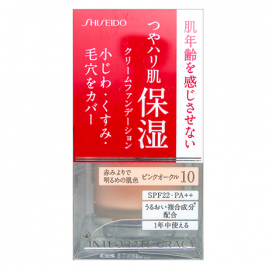 SHISEIDO
肌年齢を感じさせない
つやハリ肌
保湿
クリームファンデーション
小じわ・くすみ・
毛穴をカバー
赤みよりで
明るめの肌色
ピンクオークル10
SPF22・PA++
うるおい複合成分
配合
1年中使える
INTEGRATE GRACY